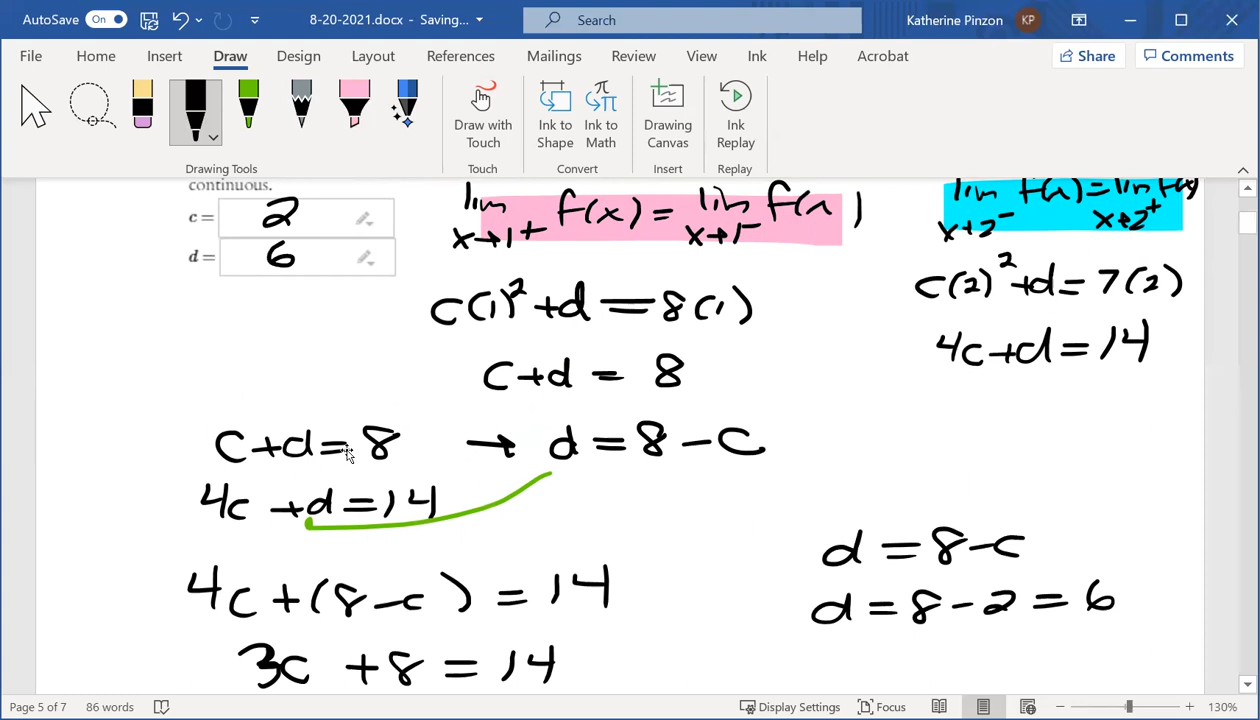 AutoSave On 8-20-2021.docx - Saving... Search Katherine Pinzon KP
File Home Insert Draw Design Layout References Mailings Review View Ink Help Acrobat Share Comments
Draw with Touch Ink to Shape Ink to Math Drawing Canvas Ink Replay
Drawing Tools Touch Convert Insert Replay
continuous.
c = 2
d = 6
lim x→1+ f(x) = lim x→1- f(x)
lim x→2- f(x) = lim x→2+ f(x)
c(1)² + d = 8(1)
c(2)² + d = 7(2)
c + d = 8
4c + d = 14
c + d = 8 → d = 8 - c
4c + d = 14
4c + (8 - c) = 14
3c + 8 = 14
d = 8 - c
d = 8 - 2 = 6
Page 5 of 7 86 words Display Settings Focus 130%